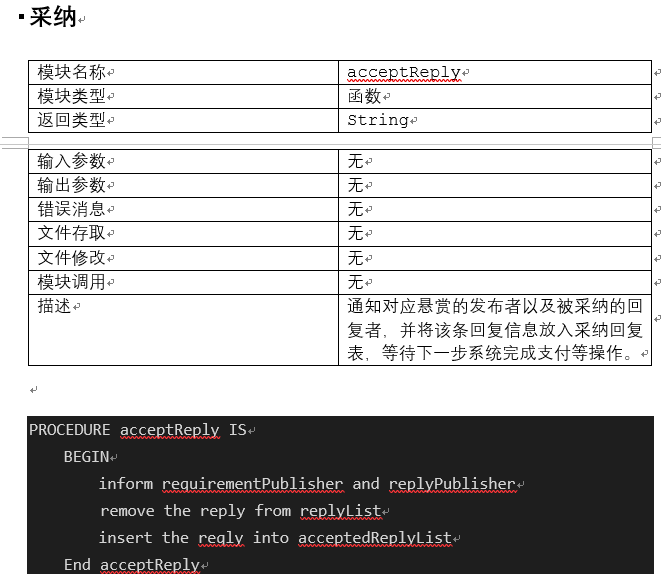 采纳
模块名称 acceptReply
模块类型 函数
返回类型 String
输入参数 无
输出参数 无
错误消息 无
文件存取 无
文件修改 无
模块调用 无
描述 通知对应悬赏的发布者以及被采纳的回
复者，并将该条回复信息放入采纳回复
表，等待下一步系统完成支付等操作。
PROCEDURE acceptReply IS
BEGIN
inform requirementPublisher and replyPublisher
remove the reply from replyList
insert the reqly into acceptedReplyList
End acceptReply